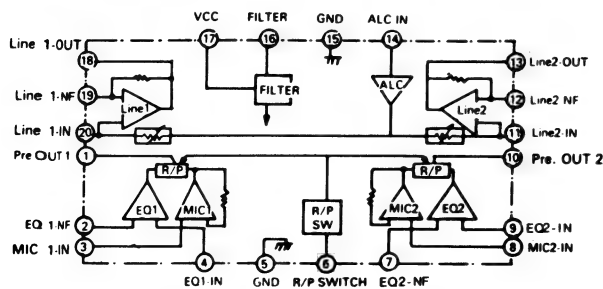 VCC FILTER GND ALC IN
Line 1-OUT 17 16 15 14
18 13 Line2-OUT
Line 1-NF 19 FILTER ALC 12 Line2 NF
Line1 Line2
Line 1-IN 20 11 Line2-IN
Pre OUT1 1 10 Pre. OUT 2
R/P R/P
EQ1 MIC1 R/P SW MIC2 EQ2
EQ 1-NF 2 9 EQ2-IN
MIC 1-IN 3 8 MIC2-IN
4 5 6 7
EQ1-IN GND R/P SWITCH EQ2-NF